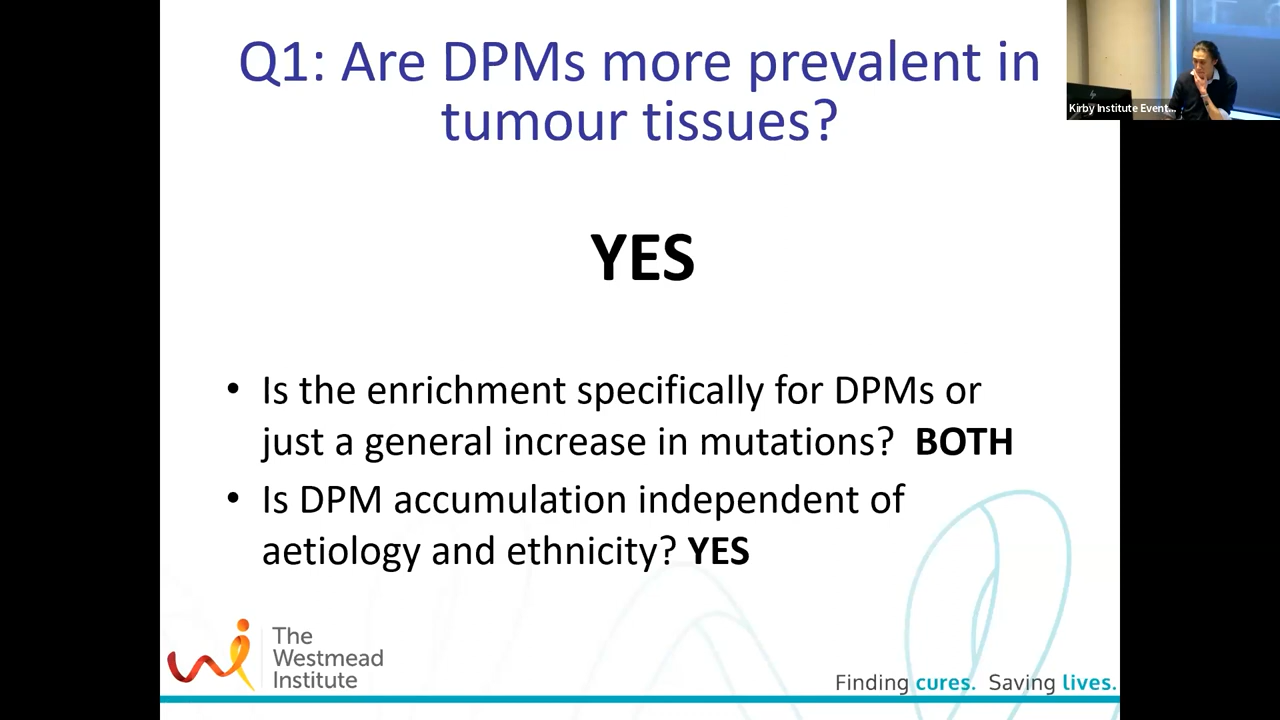 Q1: Are DPMs more prevalent in
tumour tissues?
Kirby Institute Event...
YES
• Is the enrichment specifically for DPMs or
just a general increase in mutations? BOTH
• Is DPM accumulation independent of
aetiology and ethnicity? YES
The
Westmead
Institute
Finding cures. Saving lives.